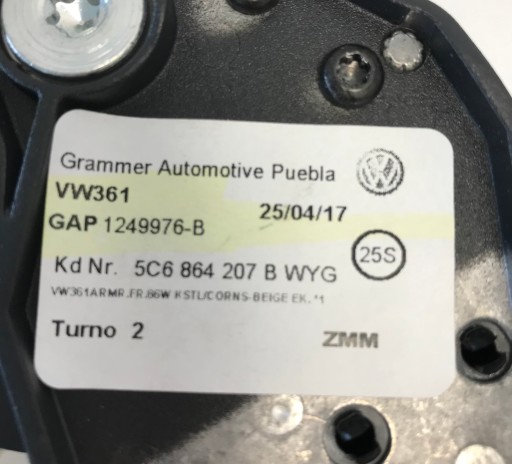 Grammer Automotive Puebla
VW361
25/04/17
GAP 1249976-B
25S
Kd Nr. 5C6 864 207 B WYG
VW361ARMR.FR.86W KSTL/CORNS-BEIGE EK. *1
Turno 2
ZMM